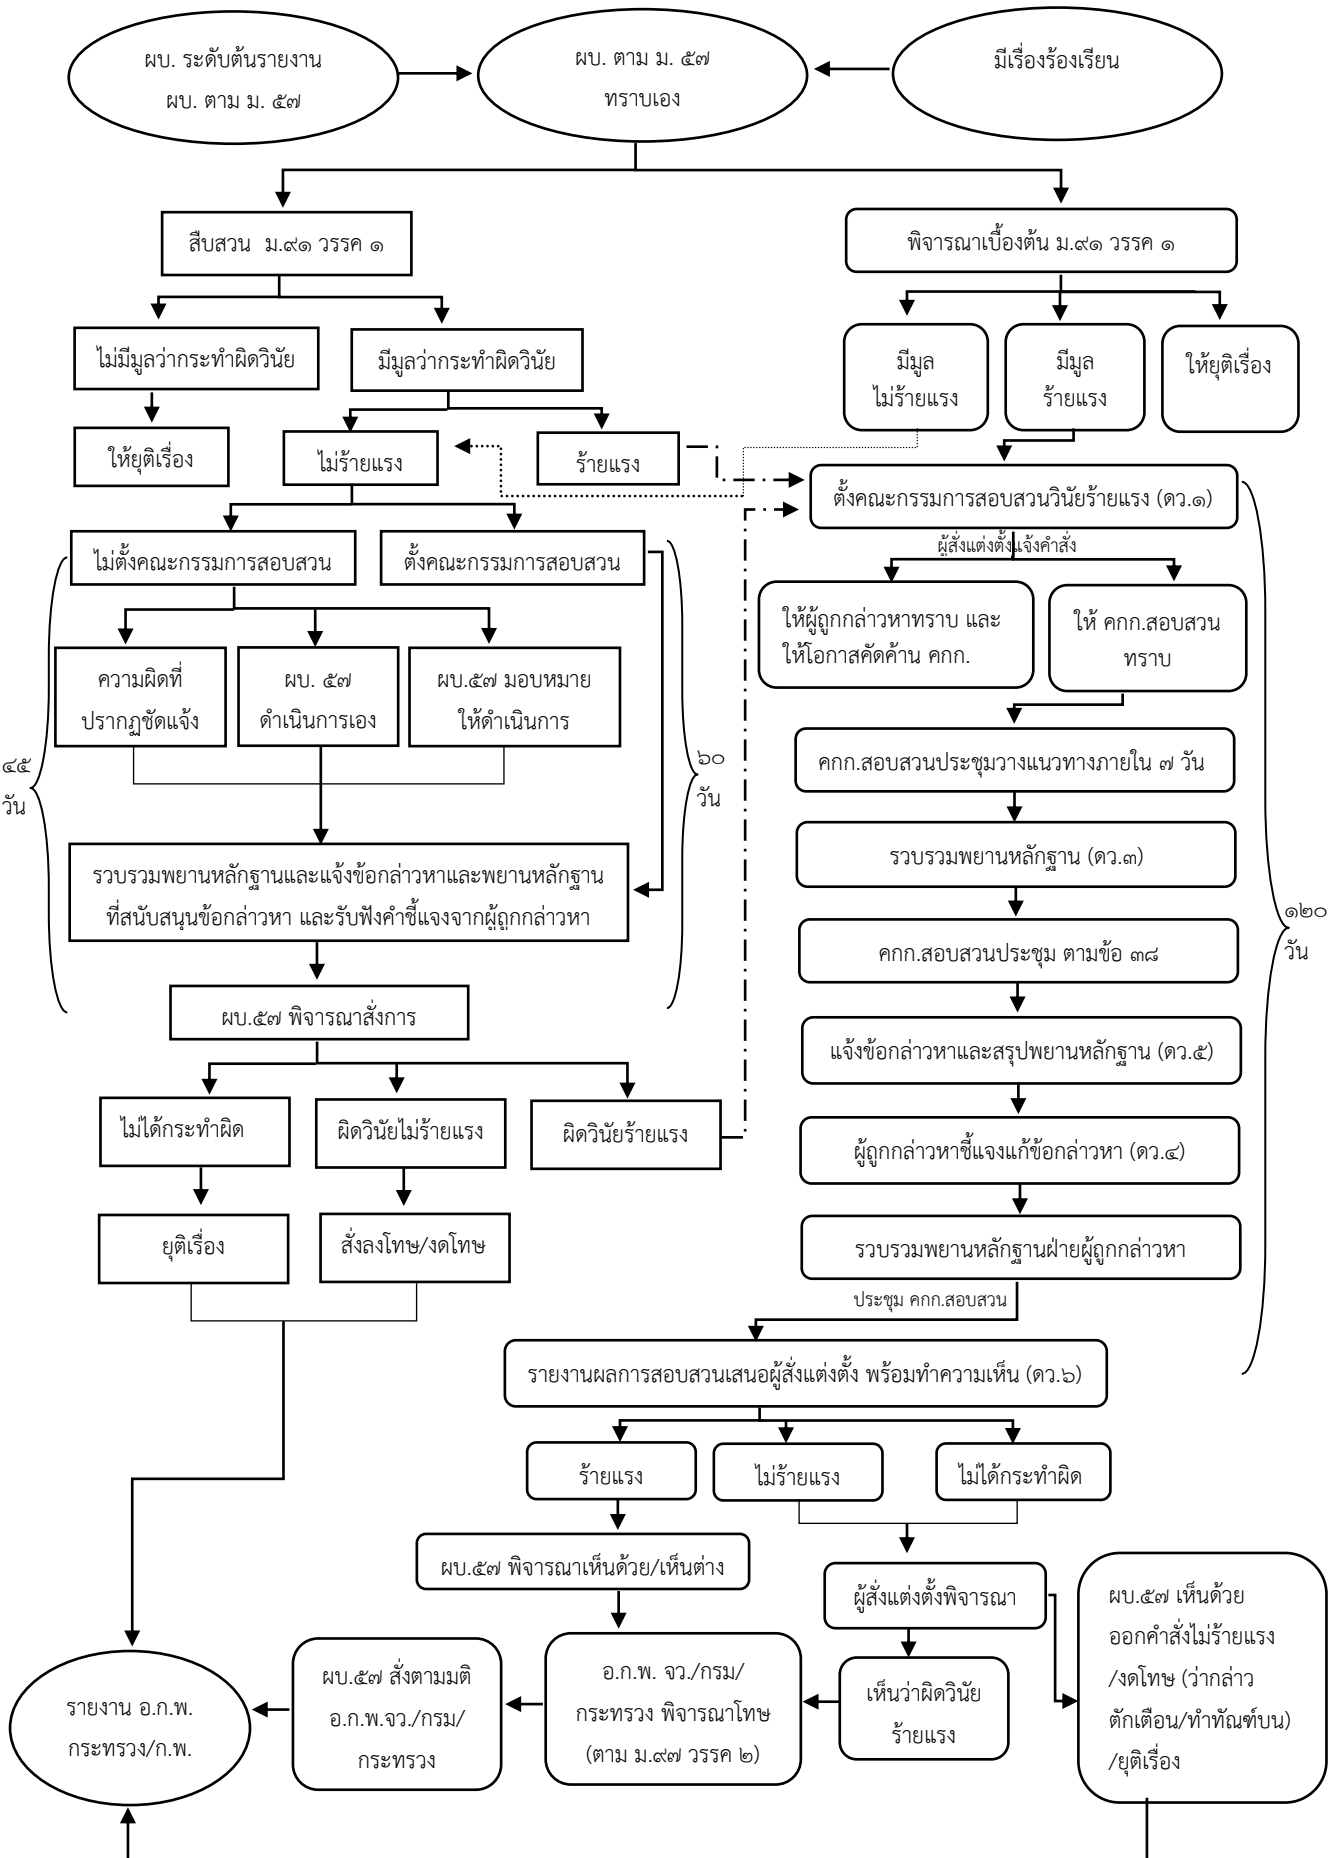 ผบ. ระดับต้นรายงาน
ผบ. ตาม ม. ๕๗
ผบ. ตาม ม. ๕๗
ทราบเอง
มีเรื่องร้องเรียน
สืบสวน ม.๙๑ วรรค ๑
พิจารณาเบื้องต้น ม.๙๑ วรรค ๑
ไม่มีมูลว่ากระทำผิดวินัย
มีมูลว่ากระทำผิดวินัย
มีมูล
ไม่ร้ายแรง
มีมูล
ร้ายแรง
ให้ยุติเรื่อง
ให้ยุติเรื่อง
ไม่ร้ายแรง
ร้ายแรง
ตั้งคณะกรรมการสอบสวนวินัยร้ายแรง (ดว.๑)
ผู้สั่งแต่งตั้งแจ้งคำสั่ง
ไม่ตั้งคณะกรรมการสอบสวน
ตั้งคณะกรรมการสอบสวน
ให้ผู้ถูกกล่าวหาทราบ และ
ให้โอกาสคัดค้าน คกก.
ให้ คกก.สอบสวน
ทราบ
ความผิดที่
ปรากฏชัดแจ้ง
ผบ. ๕๗
ดำเนินการเอง
ผบ.๕๗ มอบหมาย
ให้ดำเนินการ
๔๕
วัน
๖๐
วัน
คกก.สอบสวนประชุมวางแนวทางภายใน ๗ วัน
รวบรวมพยานหลักฐาน (ดว.๓)
รวบรวมพยานหลักฐานและแจ้งข้อกล่าวหาและพยานหลักฐาน
ที่สนับสนุนข้อกล่าวหา และรับฟังคำชี้แจงจากผู้ถูกกล่าวหา
คกก.สอบสวนประชุม ตามข้อ ๓๘
๑๒๐
วัน
ผบ.๕๗ พิจารณาสั่งการ
แจ้งข้อกล่าวหาและสรุปพยานหลักฐาน (ดว.๕)
ไม่ได้กระทำผิด
ผิดวินัยไม่ร้ายแรง
ผิดวินัยร้ายแรง
ผู้ถูกกล่าวหาชี้แจงแก้ข้อกล่าวหา (ดว.๔)
ยุติเรื่อง
สั่งลงโทษ/งดโทษ
รวบรวมพยานหลักฐานฝ่ายผู้ถูกกล่าวหา
ประชุม คกก.สอบสวน
รายงานผลการสอบสวนเสนอผู้สั่งแต่งตั้ง พร้อมทำความเห็น (ดว.๖)
ร้ายแรง
ไม่ร้ายแรง
ไม่ได้กระทำผิด
ผบ.๕๗ พิจารณาเห็นด้วย/เห็นต่าง
ผู้สั่งแต่งตั้งพิจารณา
ผบ.๕๗ เห็นด้วย
ออกคำสั่งไม่ร้ายแรง
/งดโทษ (ว่ากล่าว
ตักเตือน/ทำทัณฑ์บน)
/ยุติเรื่อง
รายงาน อ.ก.พ.
กระทรวง/ก.พ.
ผบ.๕๗ สั่งตามมติ
อ.ก.พ.จว./กรม/
กระทรวง
อ.ก.พ. จว./กรม/
กระทรวง พิจารณาโทษ
(ตาม ม.๙๗ วรรค ๒)
เห็นว่าผิดวินัย
ร้ายแรง